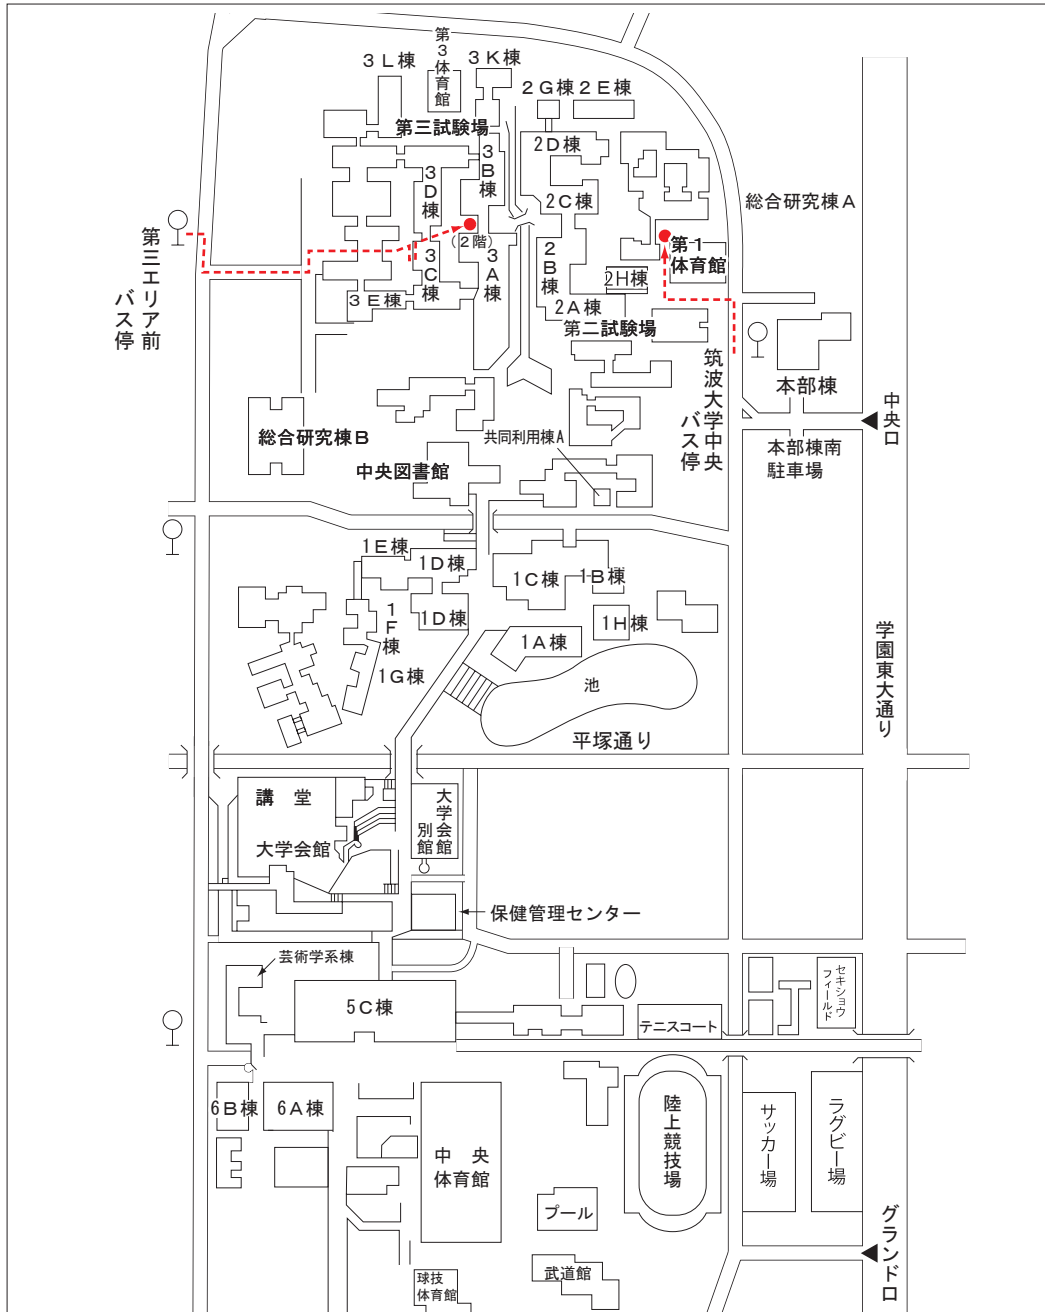 第3体育館
3L棟
3K棟
2G棟
2E棟
第三試験場
2D棟
3B棟
3D棟
2C棟
総合研究棟A
(2階)
第三エリア前
バス停
3C棟
3A棟
2B棟
第1
体育館
2H棟
3E棟
2A棟
第二試験場
筑波大学中央
バス停
本部棟
中央口
総合研究棟B
共同利用棟A
本部棟南
駐車場
中央図書館
1E棟
1D棟
1C棟
1B棟
1F棟
1D棟
1H棟
1A棟
1G棟
池
学園東大通り
平塚通り
講 堂
大学会館
大学会館
別館
保健管理センター
芸術学系棟
5C棟
テニスコート
セキショウ
フィールド
6B棟
6A棟
中 央
体育館
陸上競技場
サッカー場
ラグビー場
プール
グランド口
球技
体育館
武道館